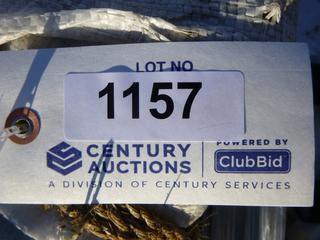 LOT NO
1157
CENTURY
AUCTIONS
POWERED BY
ClubBid
A DIVISION OF CENTURY SERVICES